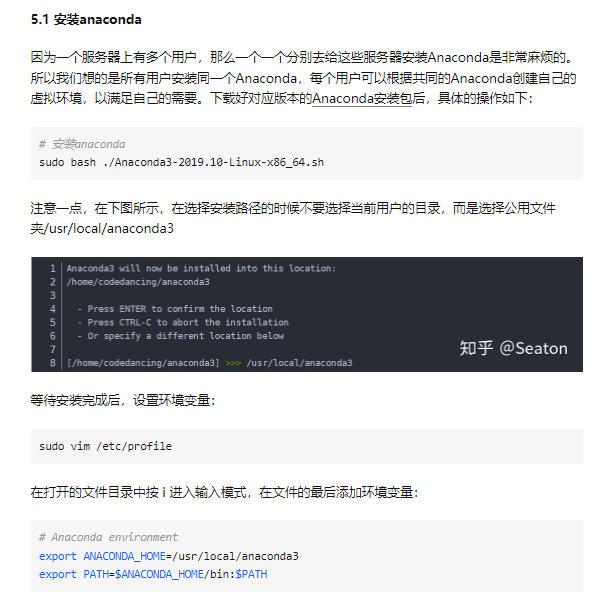 5.1 安装anaconda
因为一个服务器上有多个用户，那么一个一个分别去给这些服务器安装Anaconda是非常麻烦的。
所以我们想的是所有用户安装同一个Anaconda，每个用户可以根据共同的Anaconda创建自己的
虚拟环境，以满足自己的需要。下载好对应版本的Anaconda安装包后，具体的操作如下：
# 安装anaconda
sudo bash ./Anaconda3-2019.10-Linux-x86_64.sh
注意一点，在下图所示，在选择安装路径的时候不要选择当前用户的目录，而是选择公用文件
夹/usr/local/anaconda3
1 Anaconda3 will now be installed into this location:
2 /home/codedancing/anaconda3
3
4 - Press ENTER to confirm the location
5 - Press CTRL-C to abort the installation
6 - Or specify a different location below
7
8 [/home/codedancing/anaconda3] >>> /usr/local/anaconda3
知乎 @Seaton
等待安装完成后，设置环境变量：
sudo vim /etc/profile
在打开的文件目录中按 i 进入输入模式，在文件的最后添加环境变量：
# Anaconda environment
export ANACONDA_HOME=/usr/local/anaconda3
export PATH=$ANACONDA_HOME/bin:$PATH